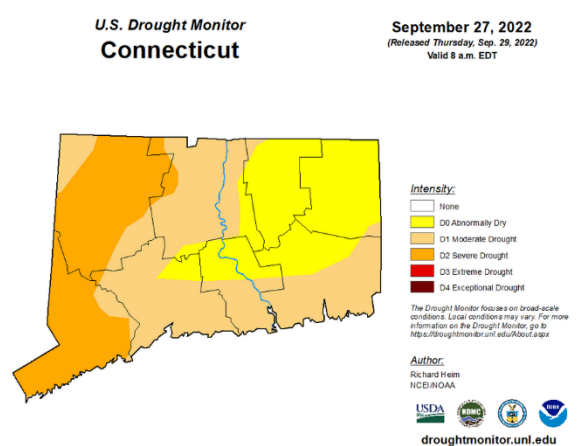 U.S. Drought Monitor
Connecticut
September 27, 2022
(Released Thursday, Sep. 29, 2022)
Valid 8 a.m. EDT
Intensity:
None
D0 Abnormally Dry
D1 Moderate Drought
D2 Severe Drought
D3 Extreme Drought
D4 Exceptional Drought
The Drought Monitor focuses on broad-scale
conditions. Local conditions may vary. For more
information on the Drought Monitor, go to
https://droughtmonitor.unl.edu/About.aspx
Author:
Richard Heim
NCEI/NOAA
USDA
NDMC
NOAA
droughtmonitor.unl.edu